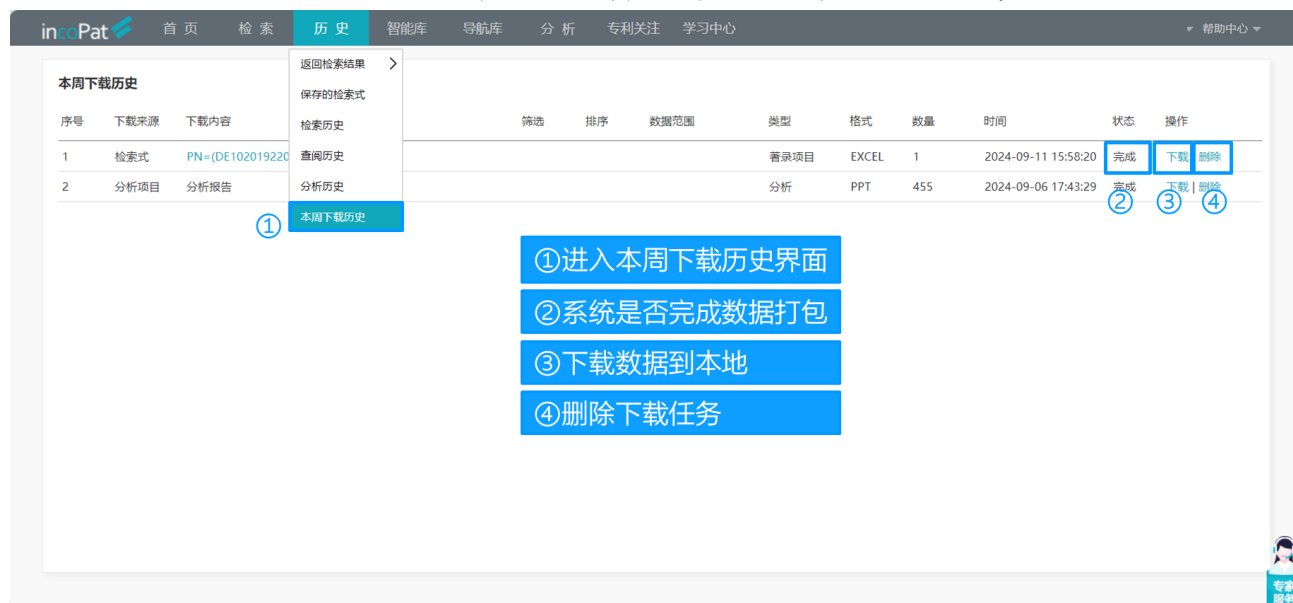 incoPat 首页 检索 历史 智能库 导航库 分析 专利关注 学习中心 帮助中心
返回检索结果
保存的检索式
检索历史
查阅历史
分析历史
本周下载历史
①
本周下载历史
序号 下载来源 下载内容 筛选 排序 数据范围 类型 格式 数量 时间 状态 操作
1 检索式 PN=(DE102019220 著录项目 EXCEL 1 2024-09-11 15:58:20 完成 下载 删除
2 分析项目 分析报告 分析 PPT 455 2024-09-06 17:43:29 完成 下载 | 删除
② ③ ④
①进入本周下载历史界面
②系统是否完成数据打包
③下载数据到本地
④删除下载任务
专家